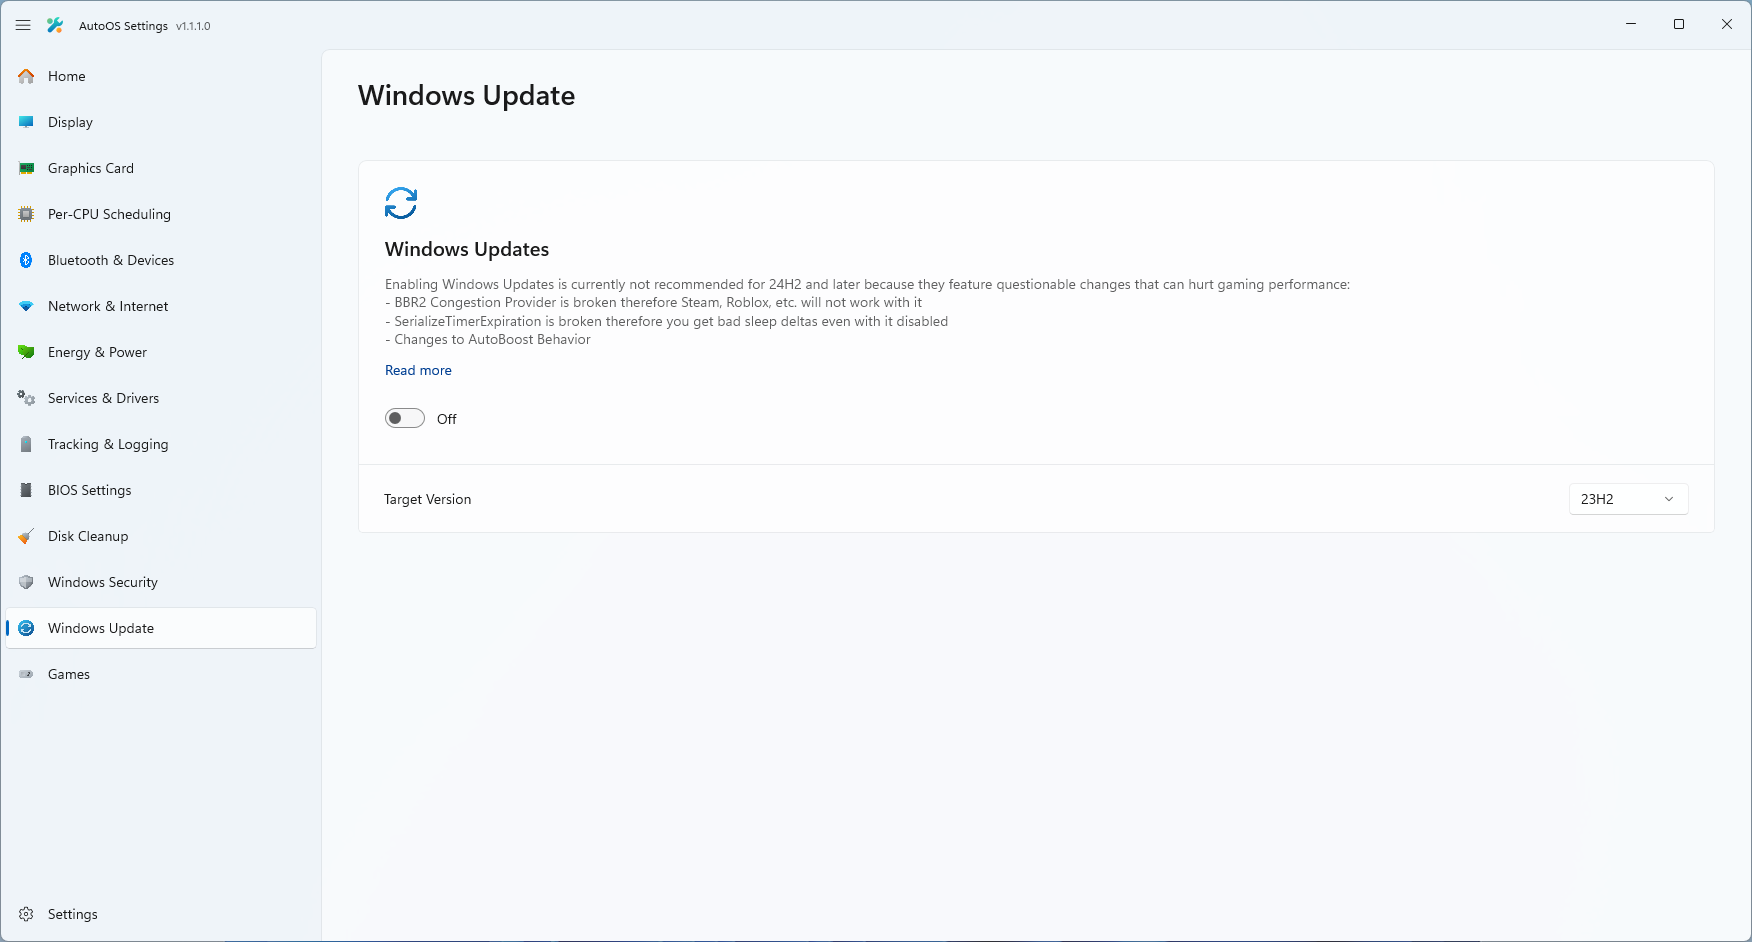 AutoOS Settings v1.1.1.0
Home
Display
Graphics Card
Per-CPU Scheduling
Bluetooth & Devices
Network & Internet
Energy & Power
Services & Drivers
Tracking & Logging
BIOS Settings
Disk Cleanup
Windows Security
Windows Update
Games
Settings
Windows Update
Windows Updates
Enabling Windows Updates is currently not recommended for 24H2 and later because they feature questionable changes that can hurt gaming performance:
- BBR2 Congestion Provider is broken therefore Steam, Roblox, etc. will not work with it
- SerializeTimerExpiration is broken therefore you get bad sleep deltas even with it disabled
- Changes to AutoBoost Behavior
Read more
Off
Target Version
23H2